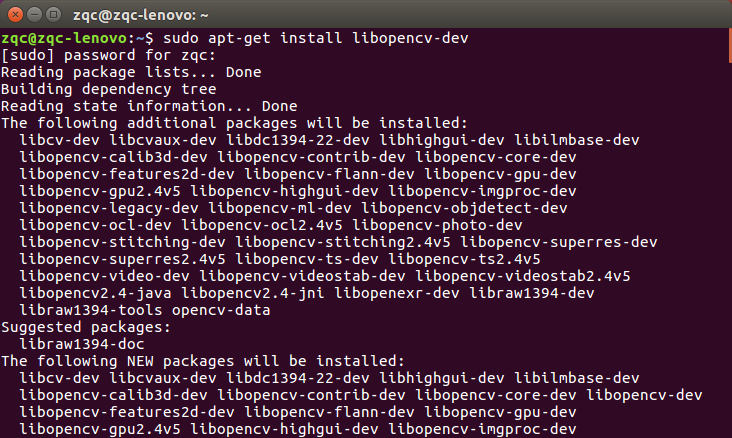 zqc@zqc-lenovo: ~
zqc@zqc-lenovo:~$ sudo apt-get install libopencv-dev
[sudo] password for zqc:
Reading package lists... Done
Building dependency tree
Reading state information... Done
The following additional packages will be installed:
  libcv-dev libcvaux-dev libdc1394-22-dev libhighgui-dev libilmbase-dev
  libopencv-calib3d-dev libopencv-contrib-dev libopencv-core-dev
  libopencv-features2d-dev libopencv-flann-dev libopencv-gpu-dev
  libopencv-gpu2.4v5 libopencv-highgui-dev libopencv-imgproc-dev
  libopencv-legacy-dev libopencv-ml-dev libopencv-objdetect-dev
  libopencv-ocl-dev libopencv-ocl2.4v5 libopencv-photo-dev
  libopencv-stitching-dev libopencv-stitching2.4v5 libopencv-superres-dev
  libopencv-superres2.4v5 libopencv-ts-dev libopencv-ts2.4v5
  libopencv-video-dev libopencv-videostab-dev libopencv-videostab2.4v5
  libopencv2.4-java libopencv2.4-jni libopenexr-dev libraw1394-dev
  libraw1394-tools opencv-data
Suggested packages:
  libraw1394-doc
The following NEW packages will be installed:
  libcv-dev libcvaux-dev libdc1394-22-dev libhighgui-dev libilmbase-dev
  libopencv-calib3d-dev libopencv-contrib-dev libopencv-core-dev libopencv-dev
  libopencv-features2d-dev libopencv-flann-dev libopencv-gpu-dev
  libopencv-gpu2.4v5 libopencv-highgui-dev libopencv-imgproc-dev